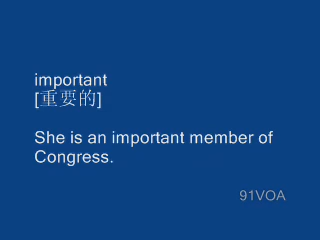 important
[重要的]
She is an important member of
Congress.
91VOA